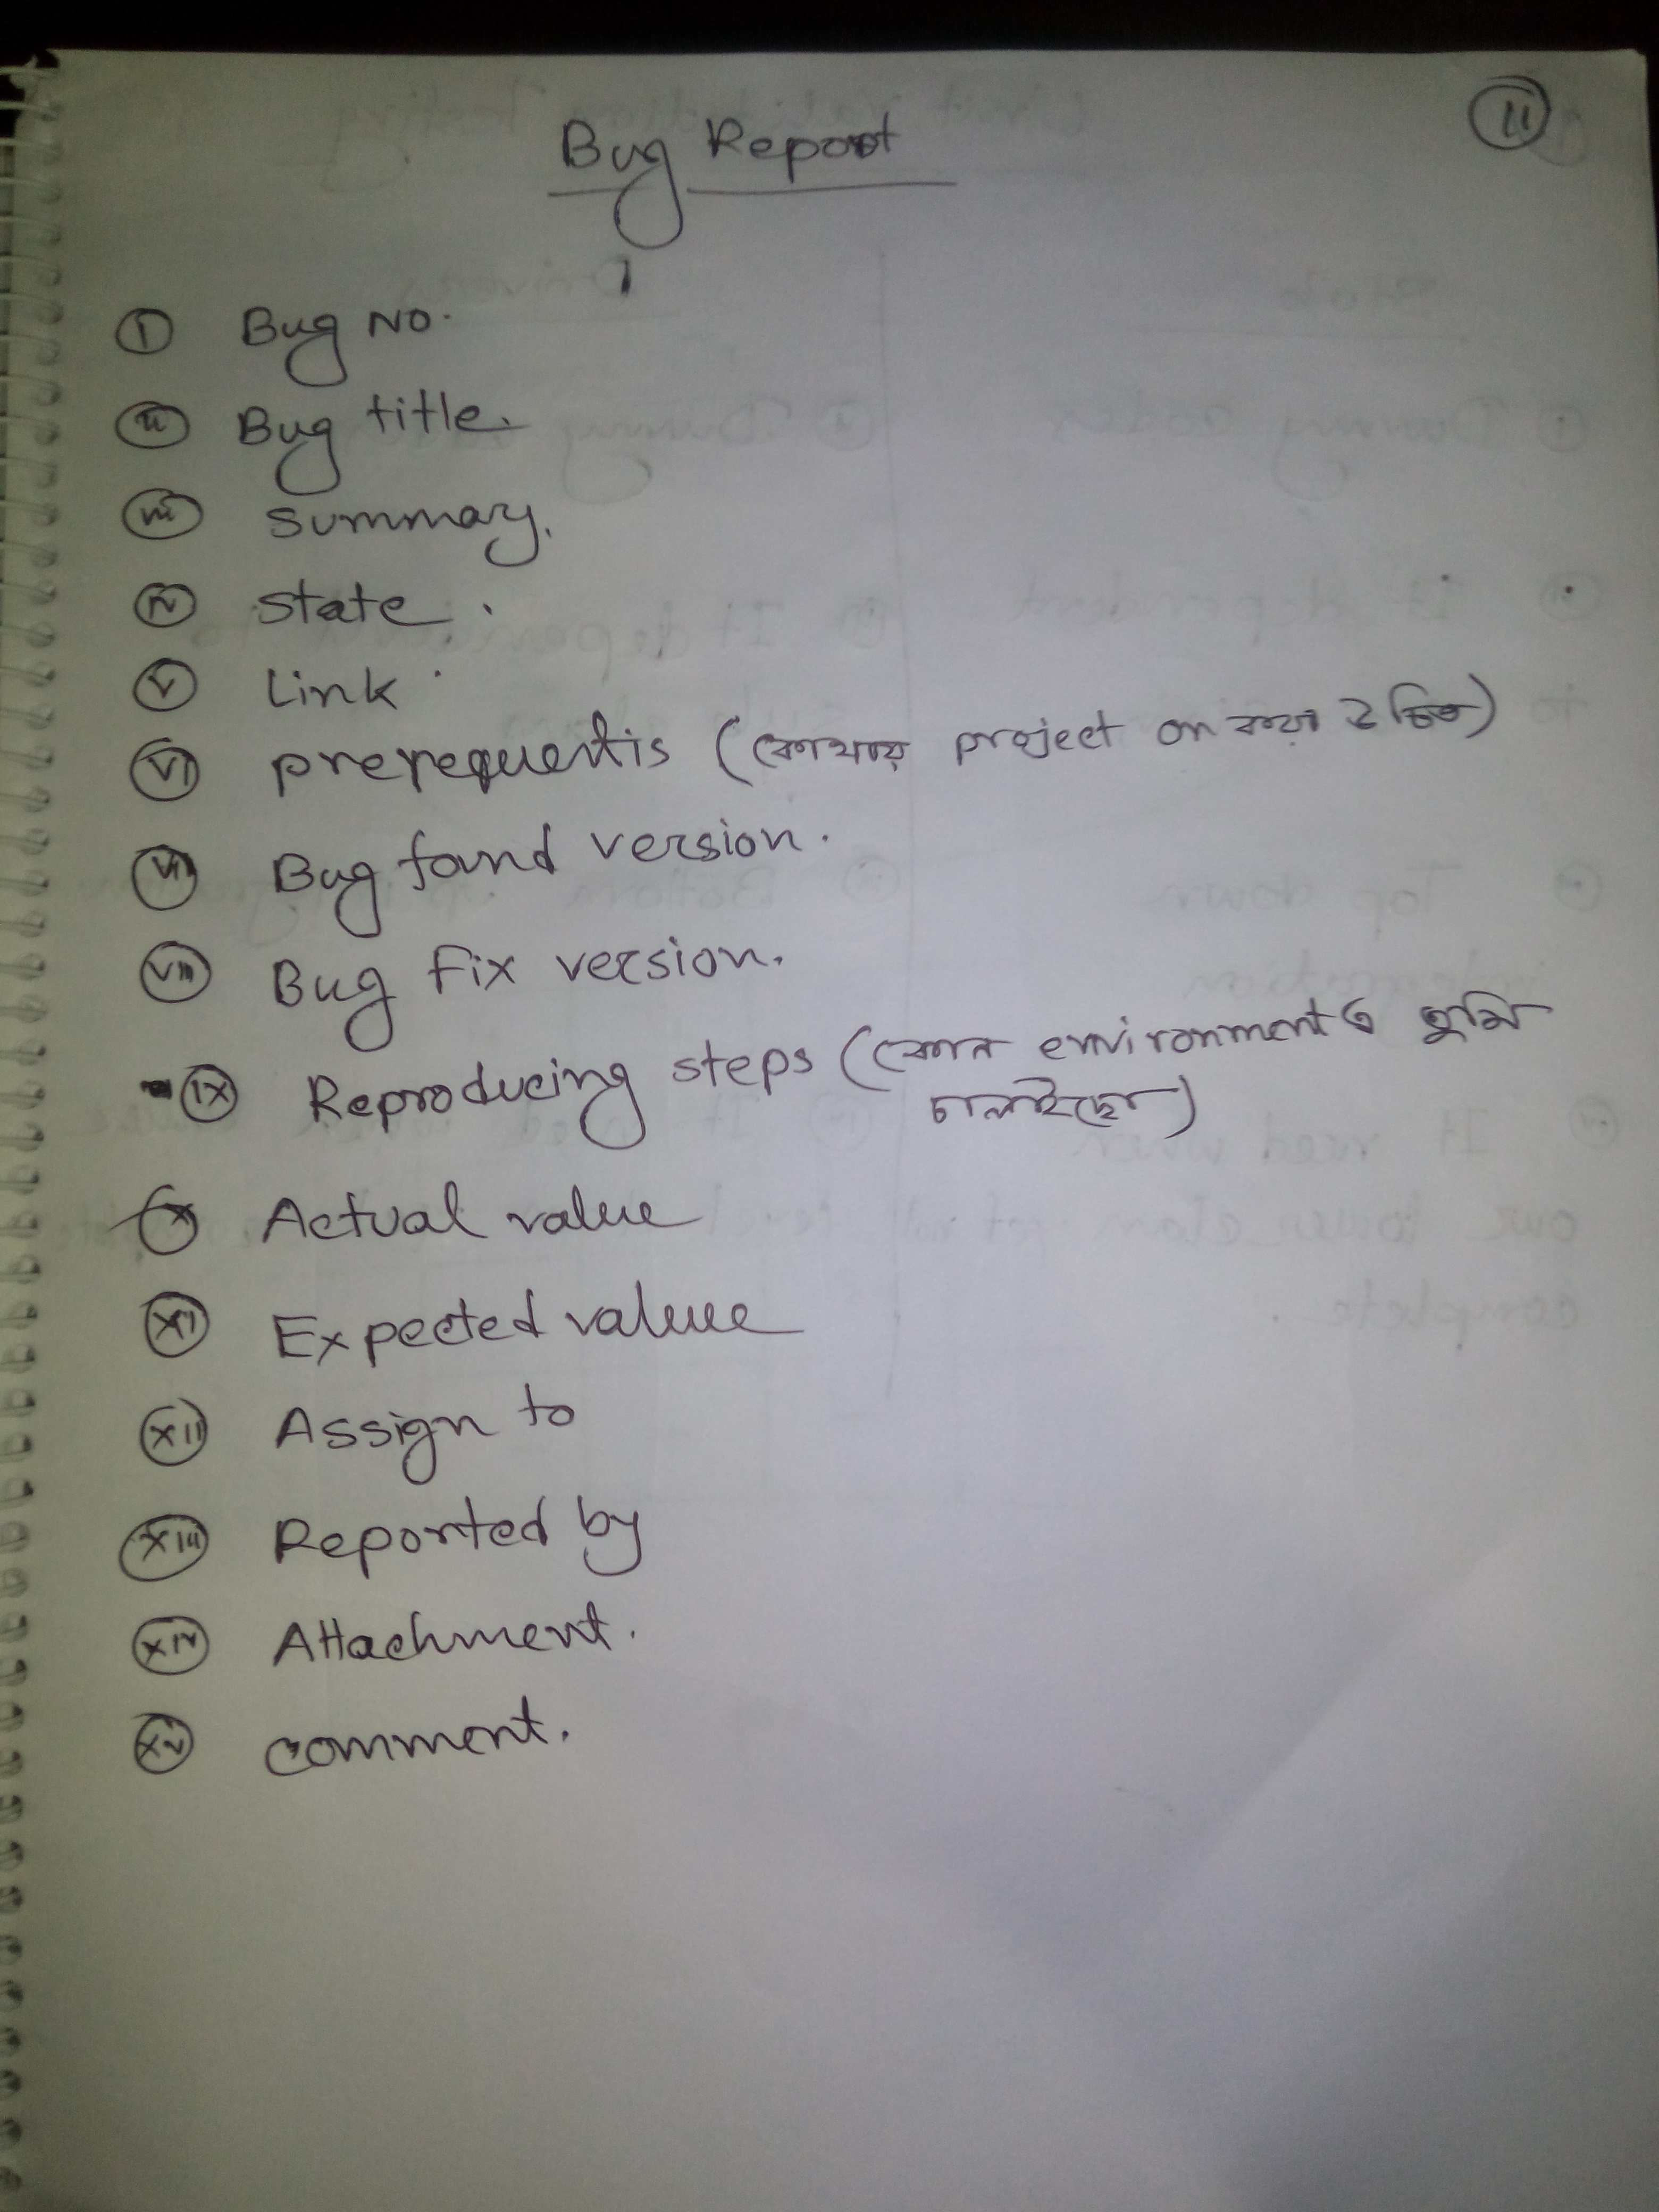 11
Bug Report
i Bug No.
ii Bug title.
iii Summary.
iv State.
v Link.
vi prerequestis (কোথায় project on করা উচিত)
vii Bug found version.
viii Bug fix version.
ix Reproducing steps (কোন environment এ তুমি
চালাইছো)
x Actual value
xi Expected value
xii Assign to
xiii Reported by
xiv Attachment.
xv comment.